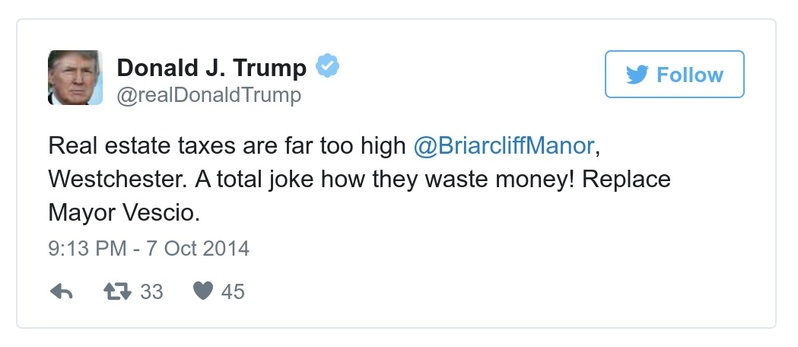 Donald J. Trump
@realDonaldTrump
Follow
Real estate taxes are far too high @BriarcliffManor,
Westchester. A total joke how they waste money! Replace
Mayor Vescio.
9:13 PM - 7 Oct 2014
33 45